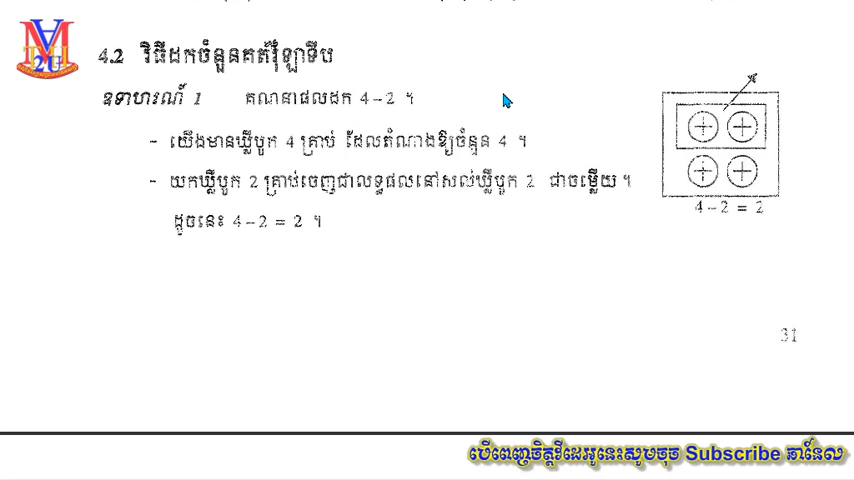 4.2 វិធីដកចំនួនគត់រ៉ឺឡាទីប
ឧទាហរណ៍ 1 គណនាផលដក 4 – 2 ។
- យើងមានឃ្លីបូក 4 គ្រាប់ ដែលតំណាងឱ្យចំនួន 4 ។
- យកឃ្លីបូក 2 គ្រាប់ចេញជាលទ្ធផលនៅសល់ឃ្លីបូក 2 ជាចម្លើយ ។
ដូចនេះ 4 – 2 = 2 ។
4 – 2 = 2
31
បើពេញចិត្តវីដេអូនេះសូមចុច Subscribe ឆានែល